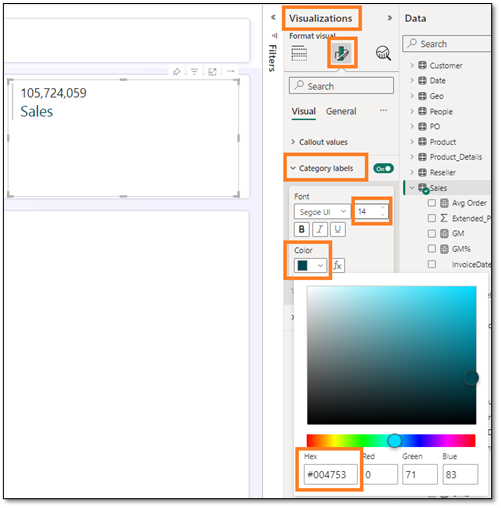 Visualizations
Data
Filters
Format visual
Search
Search
105,724,059
Sales
Visual
General
Callout values
Category labels
On
Font
Segoe UI
14
B
I
U
Color
fx
Hex
Red
Green
Blue
#004753
0
71
83
Customer
Date
Geo
People
PO
Product
Product_Details
Reseller
Sales
Avg Order
Extended_P
GM
GM%
InvoiceDate